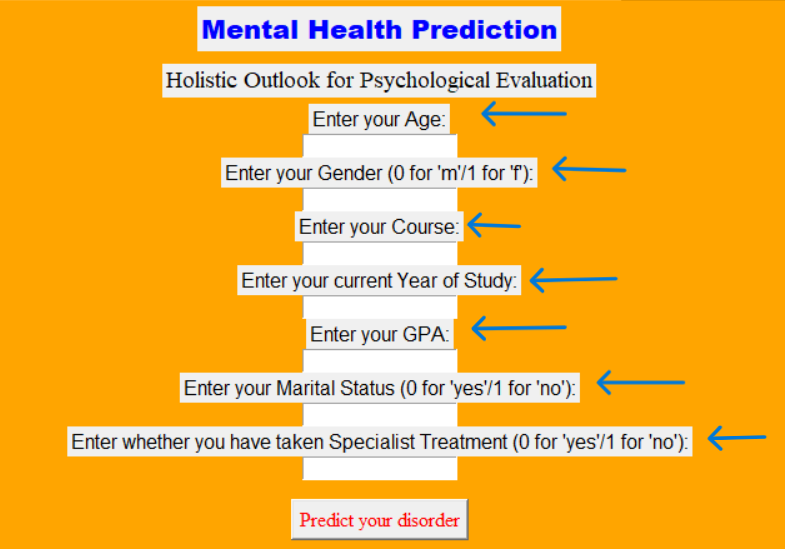 Mental Health Prediction
Holistic Outlook for Psychological Evaluation
Enter your Age:
Enter your Gender (0 for 'm'/1 for 'f'):
Enter your Course:
Enter your current Year of Study:
Enter your GPA:
Enter your Marital Status (0 for 'yes'/1 for 'no'):
Enter whether you have taken Specialist Treatment (0 for 'yes'/1 for 'no'):
Predict your disorder